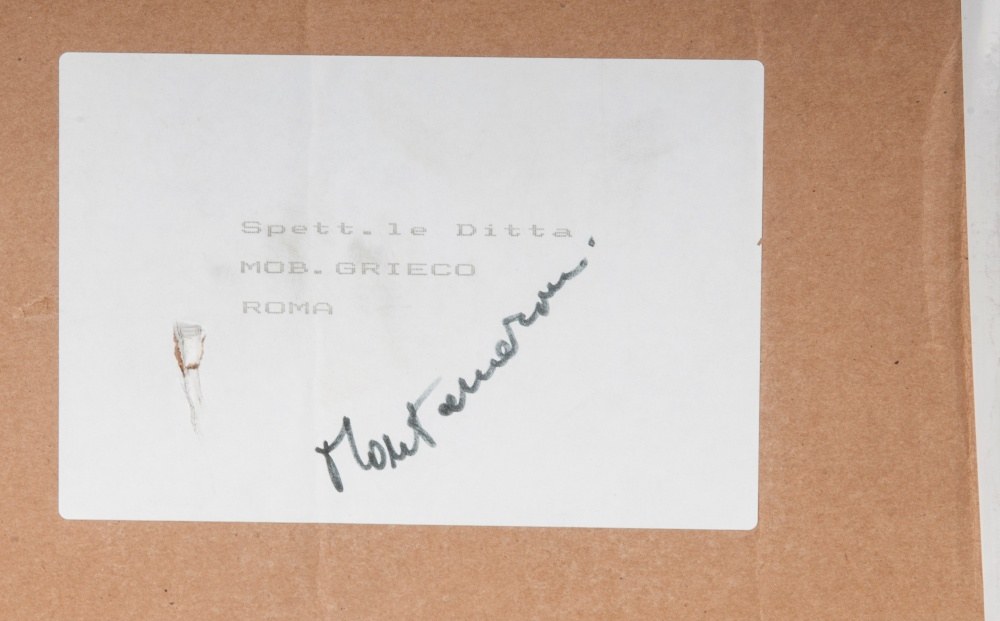 Spett.le Ditta
MOB.GRIECO
ROMA